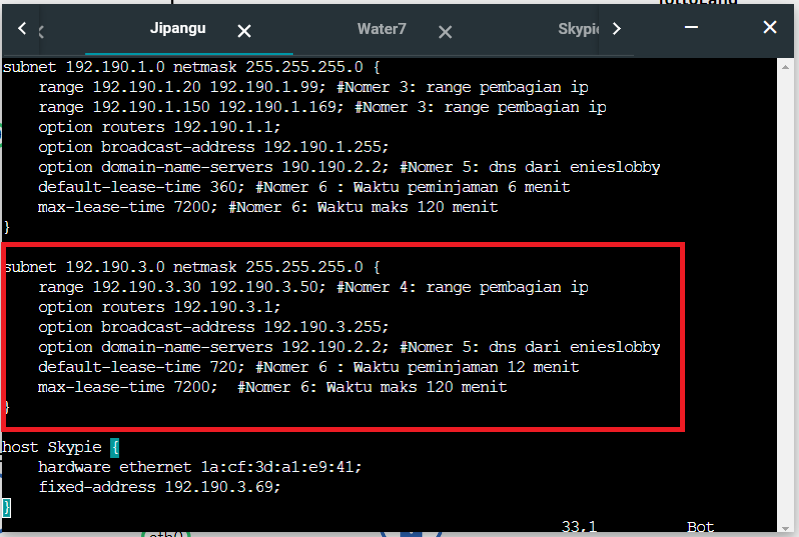 Jipangu
Water7
Skypi
subnet 192.190.1.0 netmask 255.255.255.0 {
    range 192.190.1.20 192.190.1.99; #Nomer 3: range pembagian ip
    range 192.190.1.150 192.190.1.169; #Nomer 3: range pembagian ip
    option routers 192.190.1.1;
    option broadcast-address 192.190.1.255;
    option domain-name-servers 190.190.2.2; #Nomer 5: dns dari enieslobby
    default-lease-time 360; #Nomer 6 : Waktu peminjaman 6 menit
    max-lease-time 7200; #Nomer 6: Waktu maks 120 menit
}
subnet 192.190.3.0 netmask 255.255.255.0 {
    range 192.190.3.30 192.190.3.50; #Nomer 4: range pembagian ip
    option routers 192.190.3.1;
    option broadcast-address 192.190.3.255;
    option domain-name-servers 192.190.2.2; #Nomer 5: dns dari enieslobby
    default-lease-time 720; #Nomer 6 : Waktu peminjaman 12 menit
    max-lease-time 7200;  #Nomer 6: Waktu maks 120 menit
}
host Skypie {
    hardware ethernet 1a:cf:3d:a1:e9:41;
    fixed-address 192.190.3.69;
}
33,1 Bot